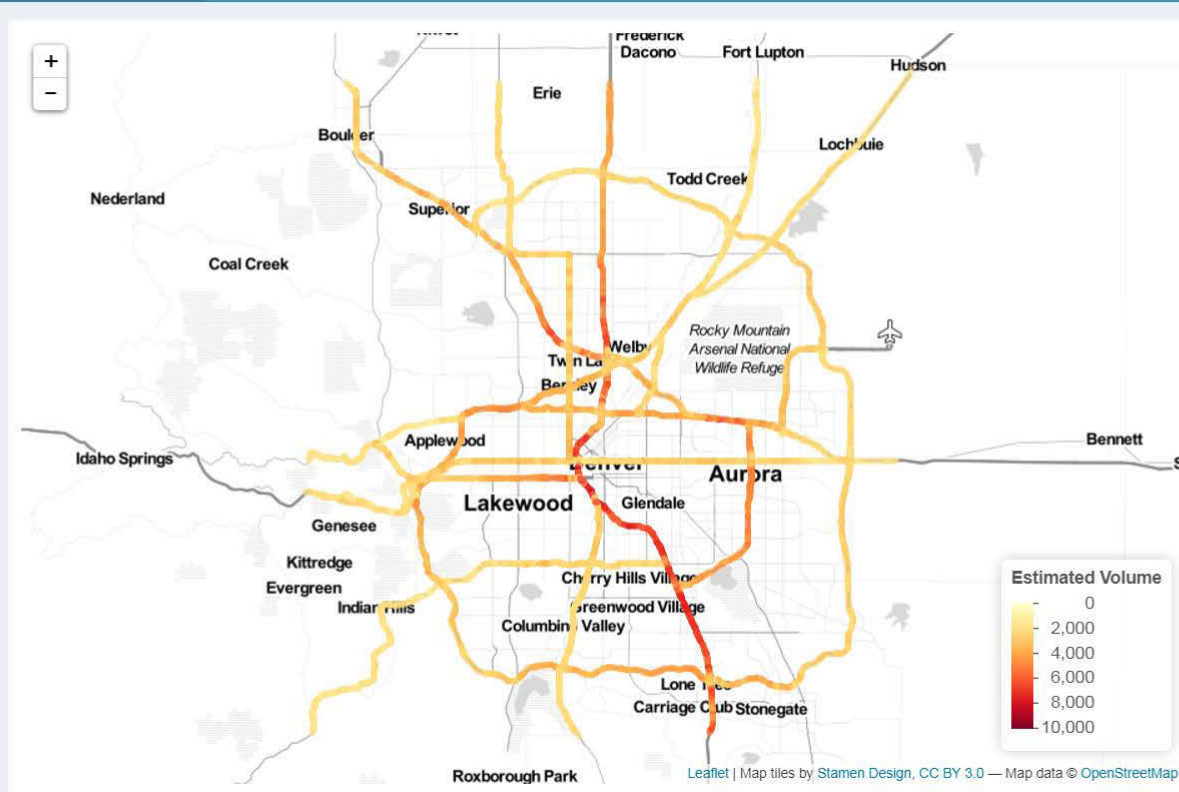 +
−
Frederick
Dacono
Fort Lupton
Hudson
Erie
Boulder
Lochbuie
Nederland
Todd Creek
Superior
Coal Creek
Rocky Mountain
Arsenal National
Wildlife Refuge
Welby
Twin La
Berkley
Applewood
Idaho Springs
Bennett
S
Denver
Aurora
Lakewood
Glendale
Genesee
Kittredge
Evergreen
Indian Hills
Cherry Hills Village
Greenwood Village
Columbine Valley
Lone Tree
Carriage Club
Stonegate
Roxborough Park
Estimated Volume
0
2,000
4,000
6,000
8,000
10,000
Leaflet | Map tiles by Stamen Design, CC BY 3.0 — Map data © OpenStreetMap